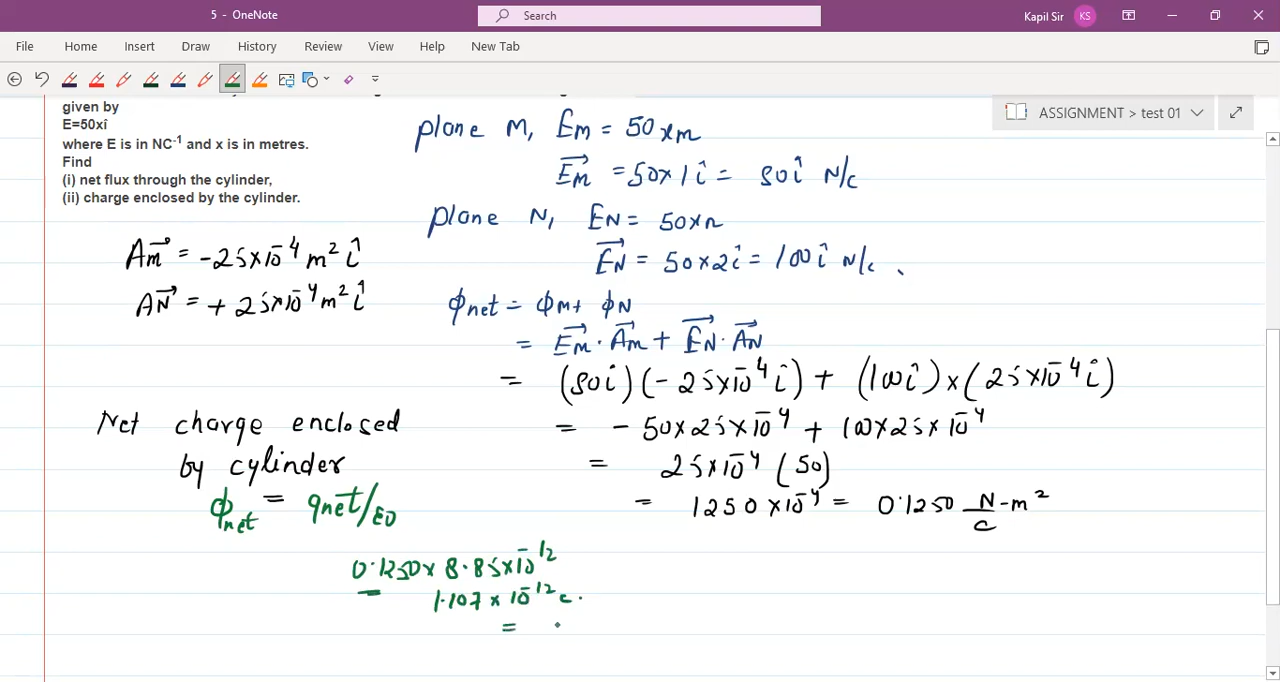 5 - OneNote
Search
Kapil Sir KS
File Home Insert Draw History Review View Help New Tab
ASSIGNMENT > test 01
given by
E=50xî
where E is in NC⁻¹ and x is in metres.
Find
(i) net flux through the cylinder,
(ii) charge enclosed by the cylinder.
plane M, EM = 50xm
EM→ = 50×1î = 50î N/c
plane N, EN = 50×n
EN→ = 50×2î = 100î N/c
Am→ = -25×10⁻⁴ m² î
AN→ = + 25×10⁻⁴ m² î
ϕnet = ϕM + ϕN
= EM→ · AM→ + EN→ · AN→
= (50î)(-25×10⁻⁴ î) + (100î)×(25×10⁻⁴ î)
= - 50×25×10⁻⁴ + 100×25×10⁻⁴
= 25×10⁻⁴ (50)
= 1250×10⁻⁴ = 0.1250 N/c -m²
Net charge enclosed
by cylinder
ϕnet = qnet/ε0
0.1250× 8.85×10⁻¹²
1.107 × 10⁻¹² c.
=